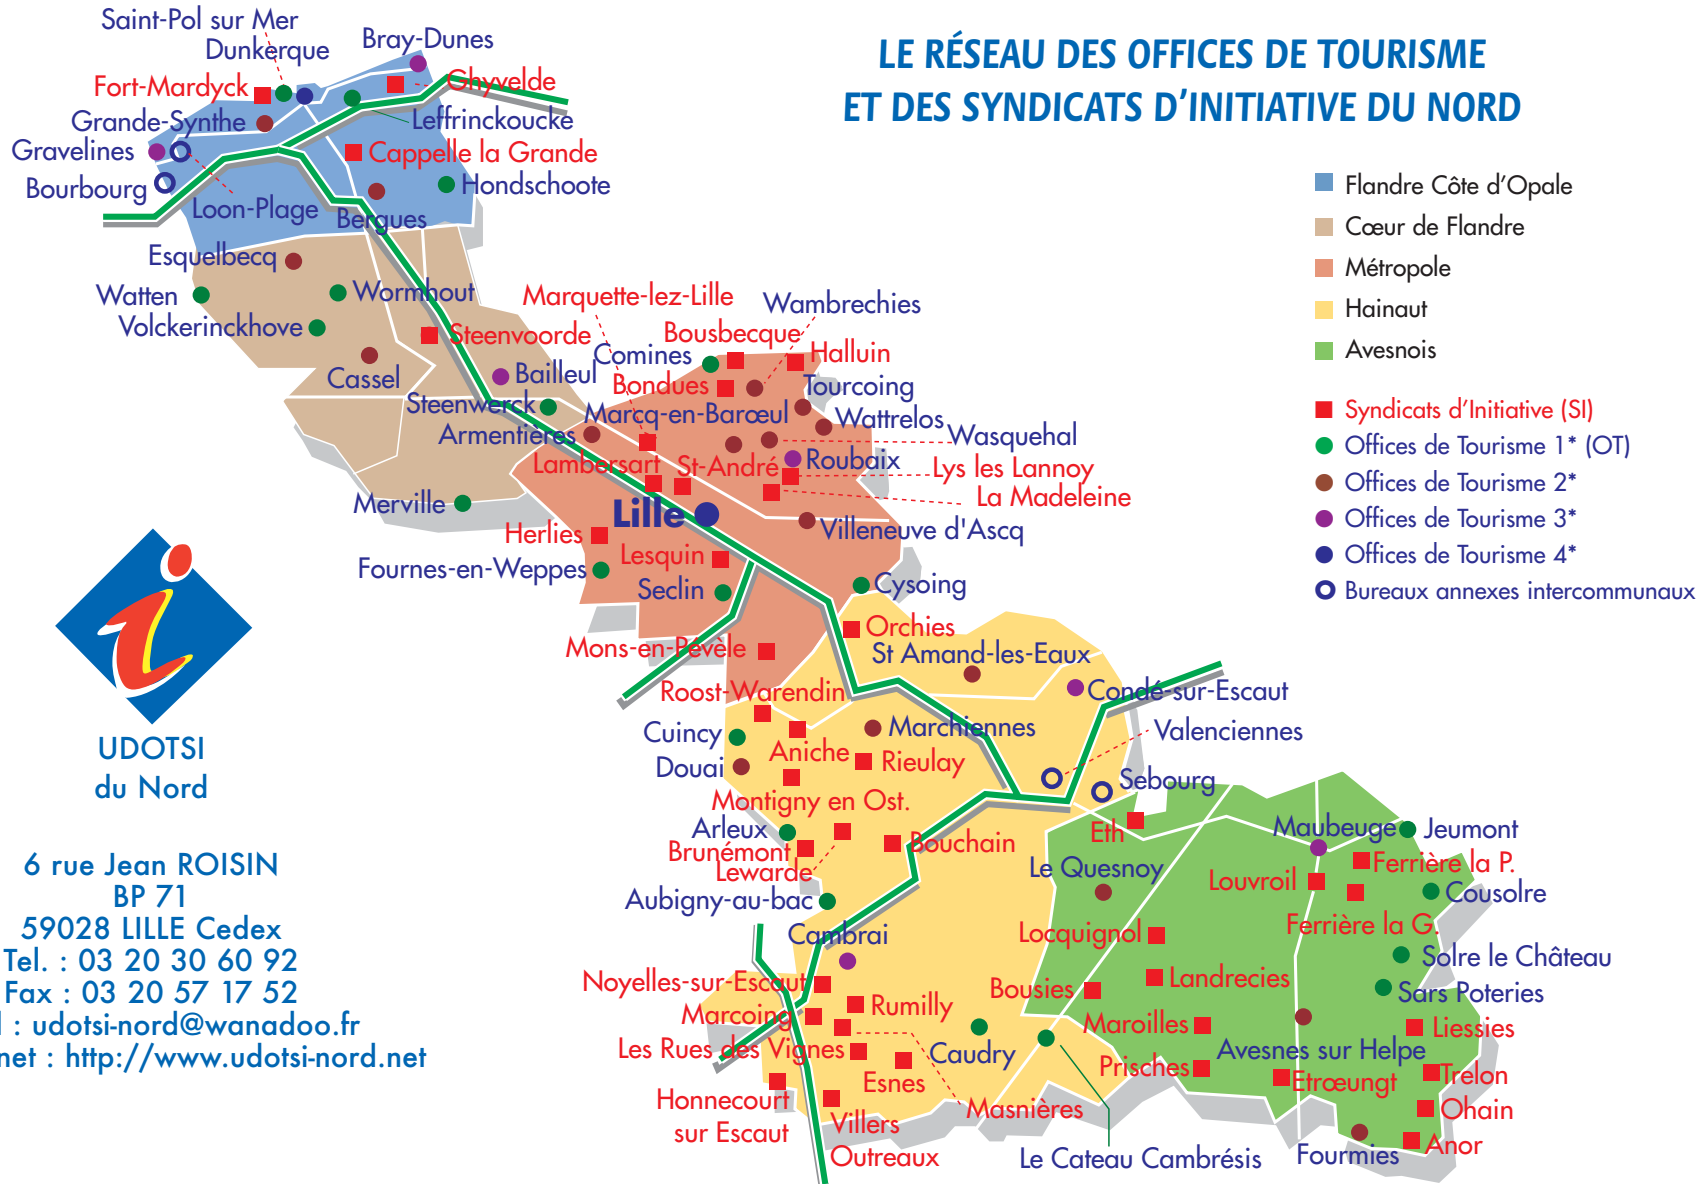 LE RÉSEAU DES OFFICES DE TOURISME
ET DES SYNDICATS D'INITIATIVE DU NORD
Flandre Côte d'Opale
Cœur de Flandre
Métropole
Hainaut
Avesnois
Syndicats d'Initiative (SI)
Offices de Tourisme 1* (OT)
Offices de Tourisme 2*
Offices de Tourisme 3*
Offices de Tourisme 4*
Bureaux annexes intercommunaux
Saint-Pol sur Mer
Dunkerque
Bray-Dunes
Fort-Mardyck
Ghyvelde
Grande-Synthe
Leffrinckoucke
Gravelines
Cappelle la Grande
Bourbourg
Hondschoote
Loon-Plage
Bergues
Esquelbecq
Watten
Wormhout
Volckerinckhove
Steenvoorde
Cassel
Bailleul
Steenwerck
Armentières
Merville
Marquette-lez-Lille
Wambrechies
Bousbecque
Comines
Halluin
Bondues
Tourcoing
Marcq-en-Barœul
Wattrelos
Wasquehal
Lambersart
St-André
Roubaix
Lys les Lannoy
La Madeleine
Lille
Villeneuve d'Ascq
Herlies
Lesquin
Fournes-en-Weppes
Seclin
Cysoing
Orchies
Mons-en-Pévèle
St Amand-les-Eaux
Roost-Warendin
Condé-sur-Escaut
Cuincy
Marchiennes
Valenciennes
Aniche
Douai
Rieulay
Sebourg
Montigny en Ost.
Arleux
Eth
Maubeuge
Jeumont
Brunémont
Bouchain
Lewarde
Le Quesnoy
Ferrière la P.
Louvroil
Cousolre
Aubigny-au-bac
Ferrière la G.
Cambrai
Locquignol
Solre le Château
Noyelles-sur-Escaut
Landrecies
Bousies
Sars Poteries
Rumilly
Marcoing
Maroilles
Liessies
Les Rues des Vignes
Caudry
Avesnes sur Helpe
Esnes
Prisches
Etrœungt
Trelon
Honnecourt
sur Escaut
Masnières
Ohain
Villers
Outreaux
Le Cateau Cambrésis
Fourmies
Anor
UDOTSI
du Nord
6 rue Jean ROISIN
BP 71
59028 LILLE Cedex
Tel. : 03 20 30 60 92
Fax : 03 20 57 17 52
l : udotsi-nord@wanadoo.fr
net : http://www.udotsi-nord.net